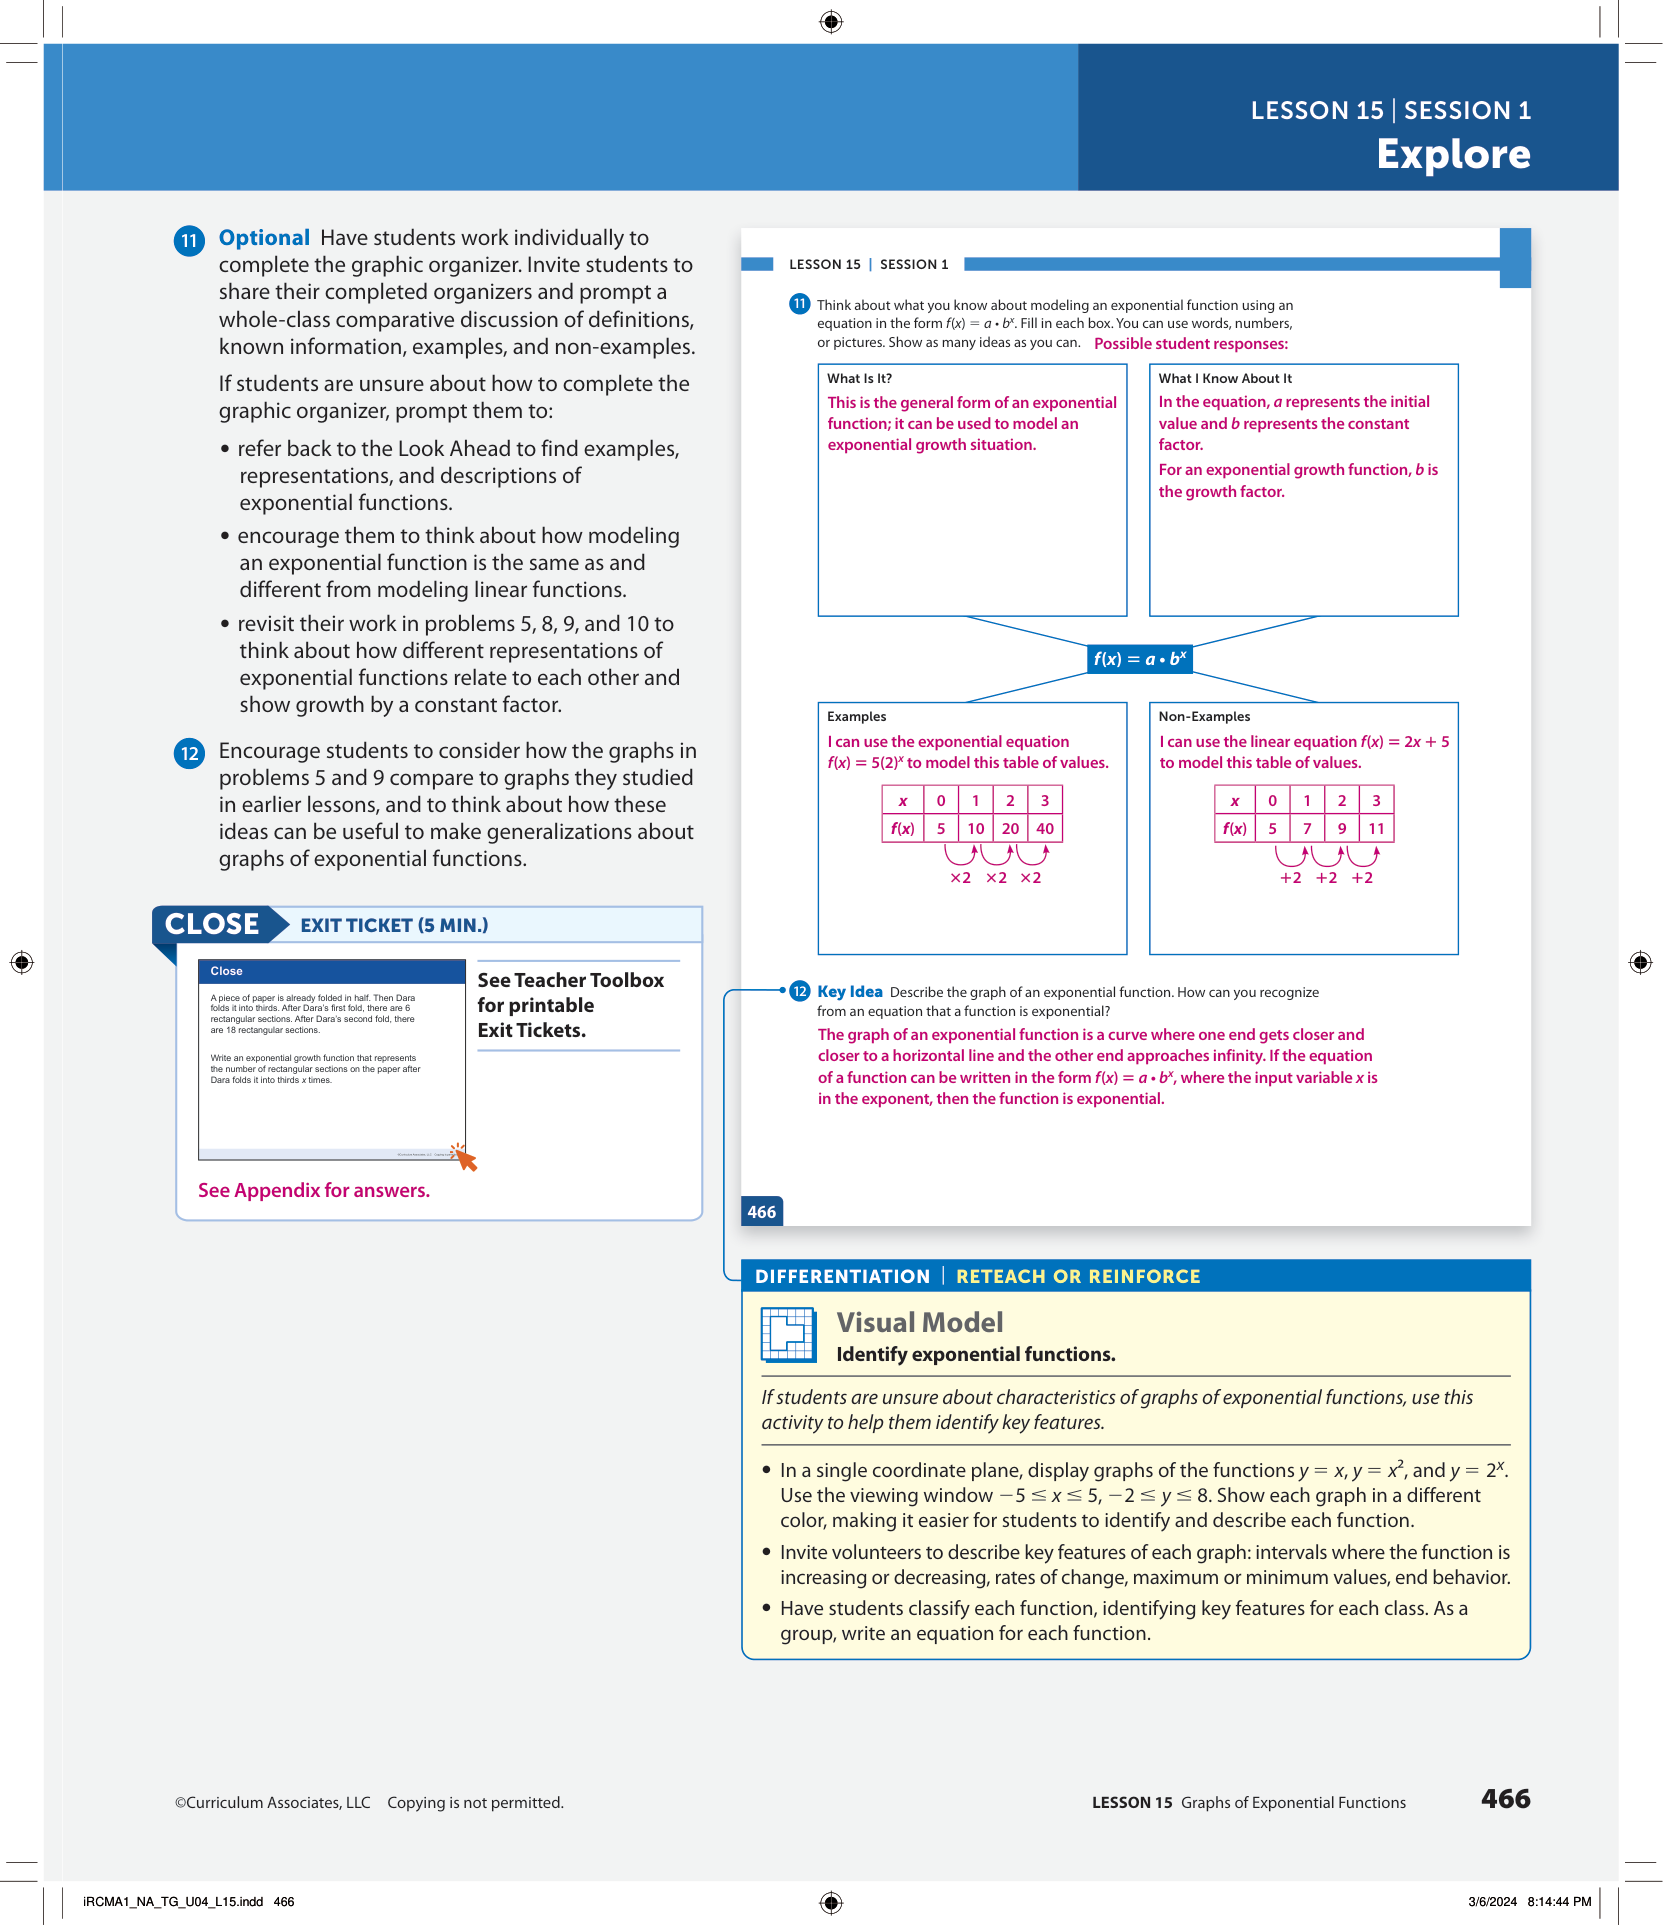 LESSON 15 | SESSION 1
Explore
11 Optional Have students work individually to
complete the graphic organizer. Invite students to
share their completed organizers and prompt a
whole-class comparative discussion of definitions,
known information, examples, and non-examples.
If students are unsure about how to complete the
graphic organizer, prompt them to:
• refer back to the Look Ahead to find examples,
representations, and descriptions of
exponential functions.
• encourage them to think about how modeling
an exponential function is the same as and
different from modeling linear functions.
• revisit their work in problems 5, 8, 9, and 10 to
think about how different representations of
exponential functions relate to each other and
show growth by a constant factor.
12 Encourage students to consider how the graphs in
problems 5 and 9 compare to graphs they studied
in earlier lessons, and to think about how these
ideas can be useful to make generalizations about
graphs of exponential functions.
CLOSE EXIT TICKET (5 MIN.)
Close
A piece of paper is already folded in half. Then Dara
folds it into thirds. After Dara's first fold, there are 6
rectangular sections. After Dara's second fold, there
are 18 rectangular sections.
Write an exponential growth function that represents
the number of rectangular sections on the paper after
Dara folds it into thirds x times.
See Teacher Toolbox
for printable
Exit Tickets.
See Appendix for answers.
LESSON 15 | SESSION 1
11 Think about what you know about modeling an exponential function using an
equation in the form f(x) = a • bˣ. Fill in each box. You can use words, numbers,
or pictures. Show as many ideas as you can. Possible student responses:
What Is It?
This is the general form of an exponential
function; it can be used to model an
exponential growth situation.
What I Know About It
In the equation, a represents the initial
value and b represents the constant
factor.
For an exponential growth function, b is
the growth factor.
f(x) = a • bˣ
Examples
I can use the exponential equation
f(x) = 5(2)ˣ to model this table of values.
x 0 1 2 3
f(x) 5 10 20 40
×2 ×2 ×2
Non-Examples
I can use the linear equation f(x) = 2x + 5
to model this table of values.
x 0 1 2 3
f(x) 5 7 9 11
+2 +2 +2
12 Key Idea Describe the graph of an exponential function. How can you recognize
from an equation that a function is exponential?
The graph of an exponential function is a curve where one end gets closer and
closer to a horizontal line and the other end approaches infinity. If the equation
of a function can be written in the form f(x) = a • bˣ, where the input variable x is
in the exponent, then the function is exponential.
466
DIFFERENTIATION | RETEACH OR REINFORCE
Visual Model
Identify exponential functions.
If students are unsure about characteristics of graphs of exponential functions, use this
activity to help them identify key features.
• In a single coordinate plane, display graphs of the functions y = x, y = x², and y = 2ˣ.
Use the viewing window −5 ≤ x ≤ 5, −2 ≤ y ≤ 8. Show each graph in a different
color, making it easier for students to identify and describe each function.
• Invite volunteers to describe key features of each graph: intervals where the function is
increasing or decreasing, rates of change, maximum or minimum values, end behavior.
• Have students classify each function, identifying key features for each class. As a
group, write an equation for each function.
©Curriculum Associates, LLC Copying is not permitted.
LESSON 15 Graphs of Exponential Functions 466
iRCMA1_NA_TG_U04_L15.indd 466
3/6/2024 8:14:44 PM